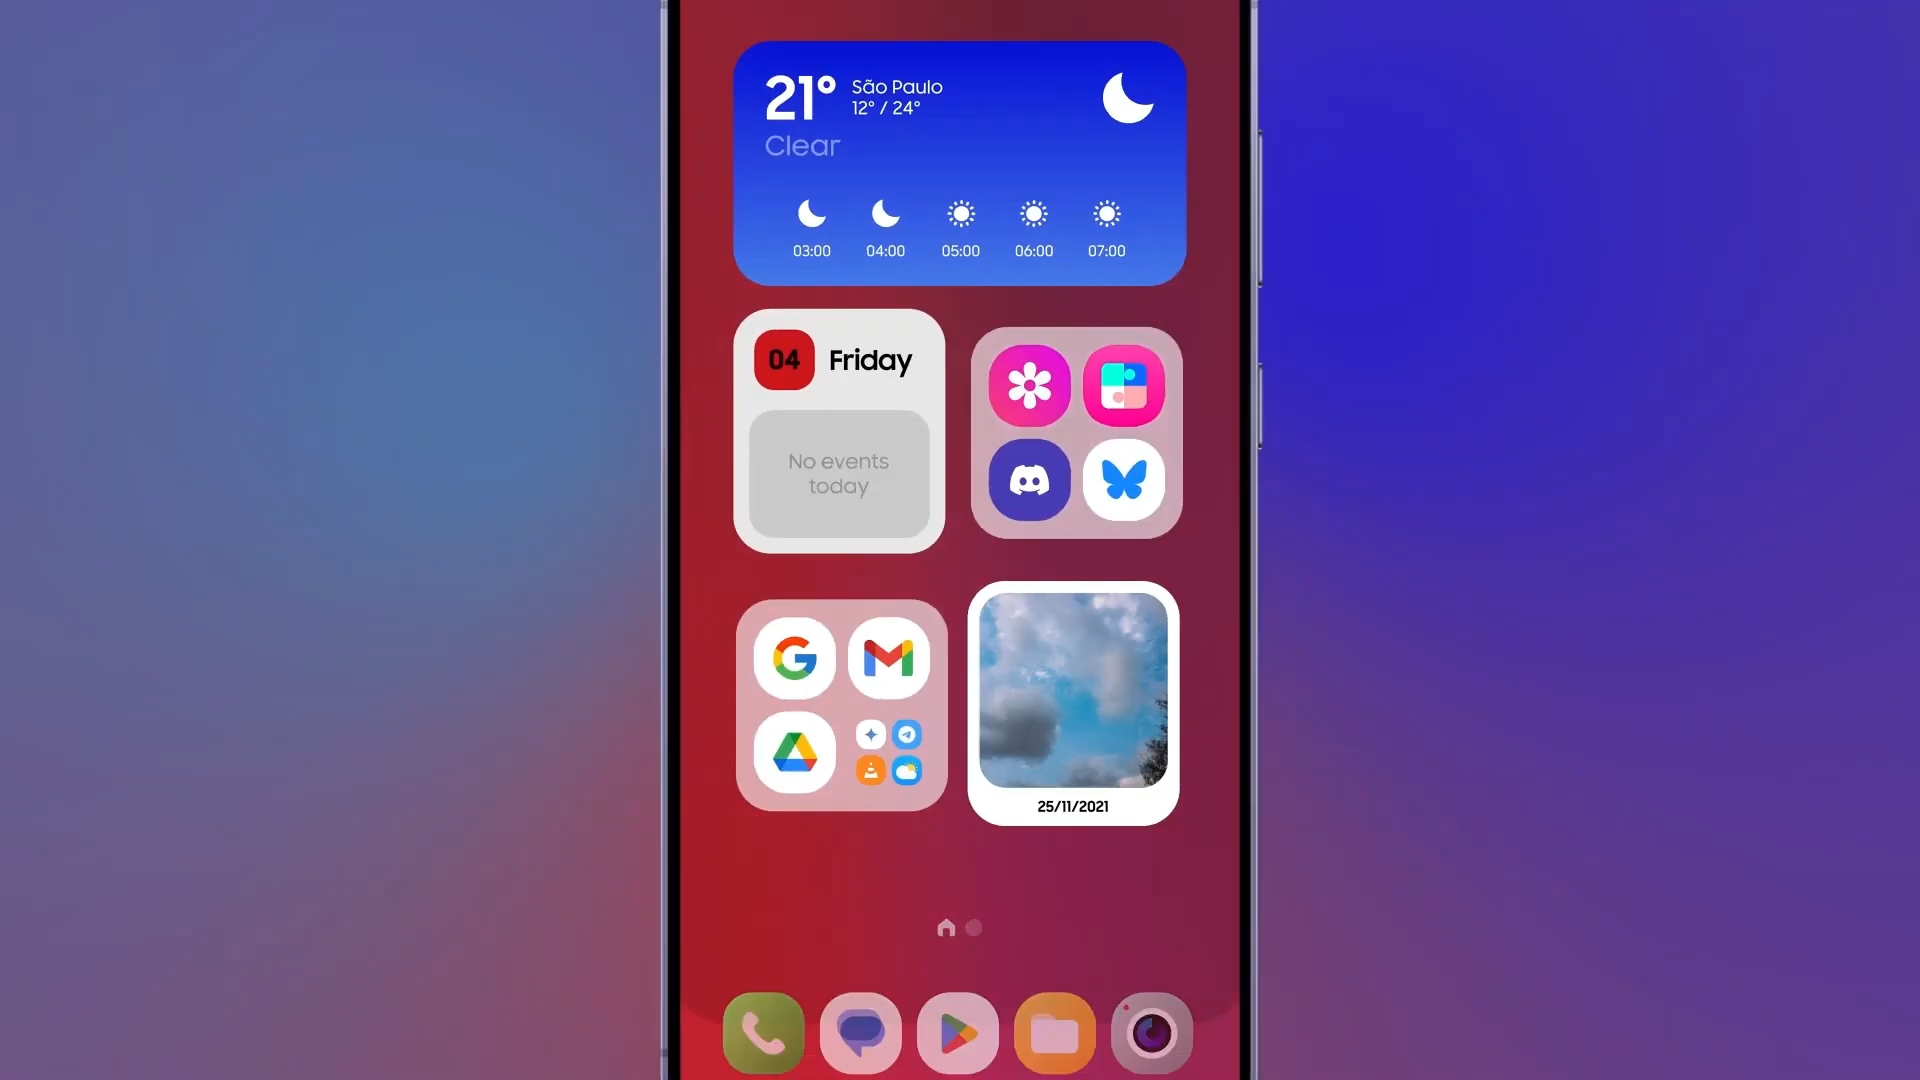 21° São Paulo
12° / 24°
Clear
03:00 04:00 05:00 06:00 07:00
04 Friday
No events
today
25/11/2021